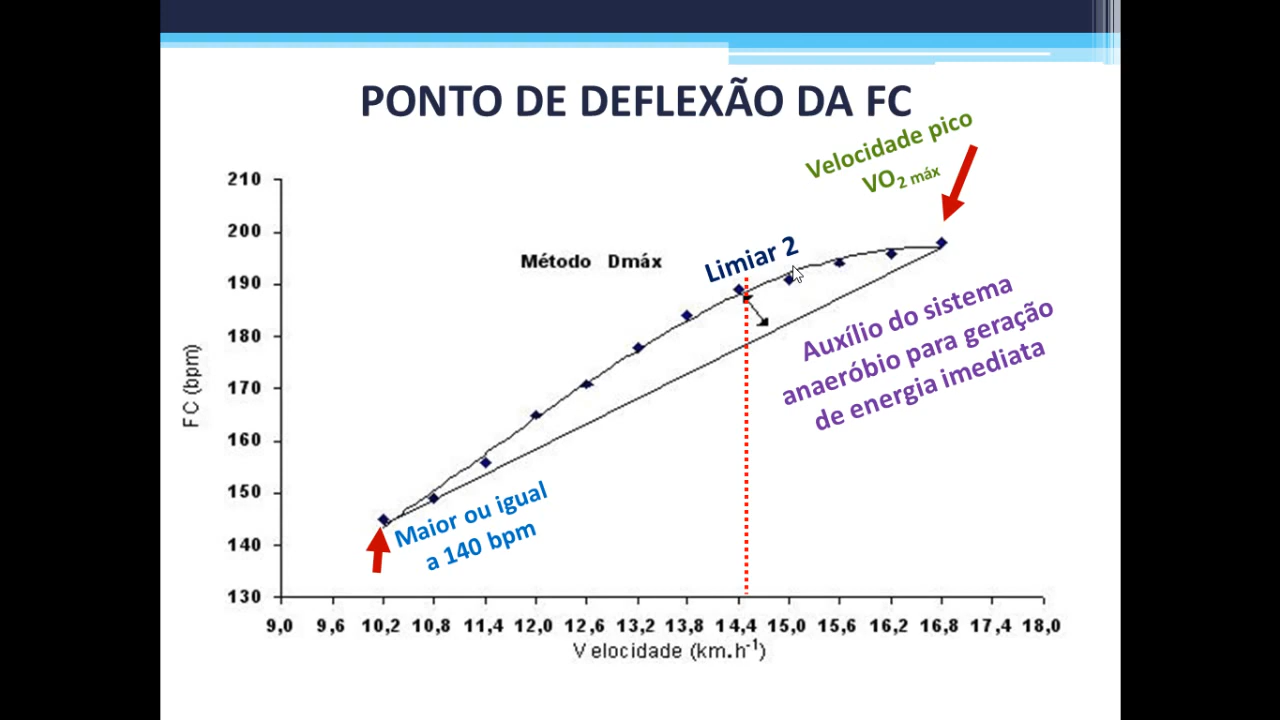 PONTO DE DEFLEXÃO DA FC
Velocidade pico
VO2 máx
210
200
Método Dmáx
Limiar 2
190
180
170
160
150
140
130
FC (bpm)
Auxílio do sistema
anaeróbio para geração
de energia imediata
Maior ou igual
a 140 bpm
9,0 9,6 10,2 10,8 11,4 12,0 12,6 13,2 13,8 14,4 15,0 15,6 16,2 16,8 17,4 18,0
Velocidade (km.h⁻¹)